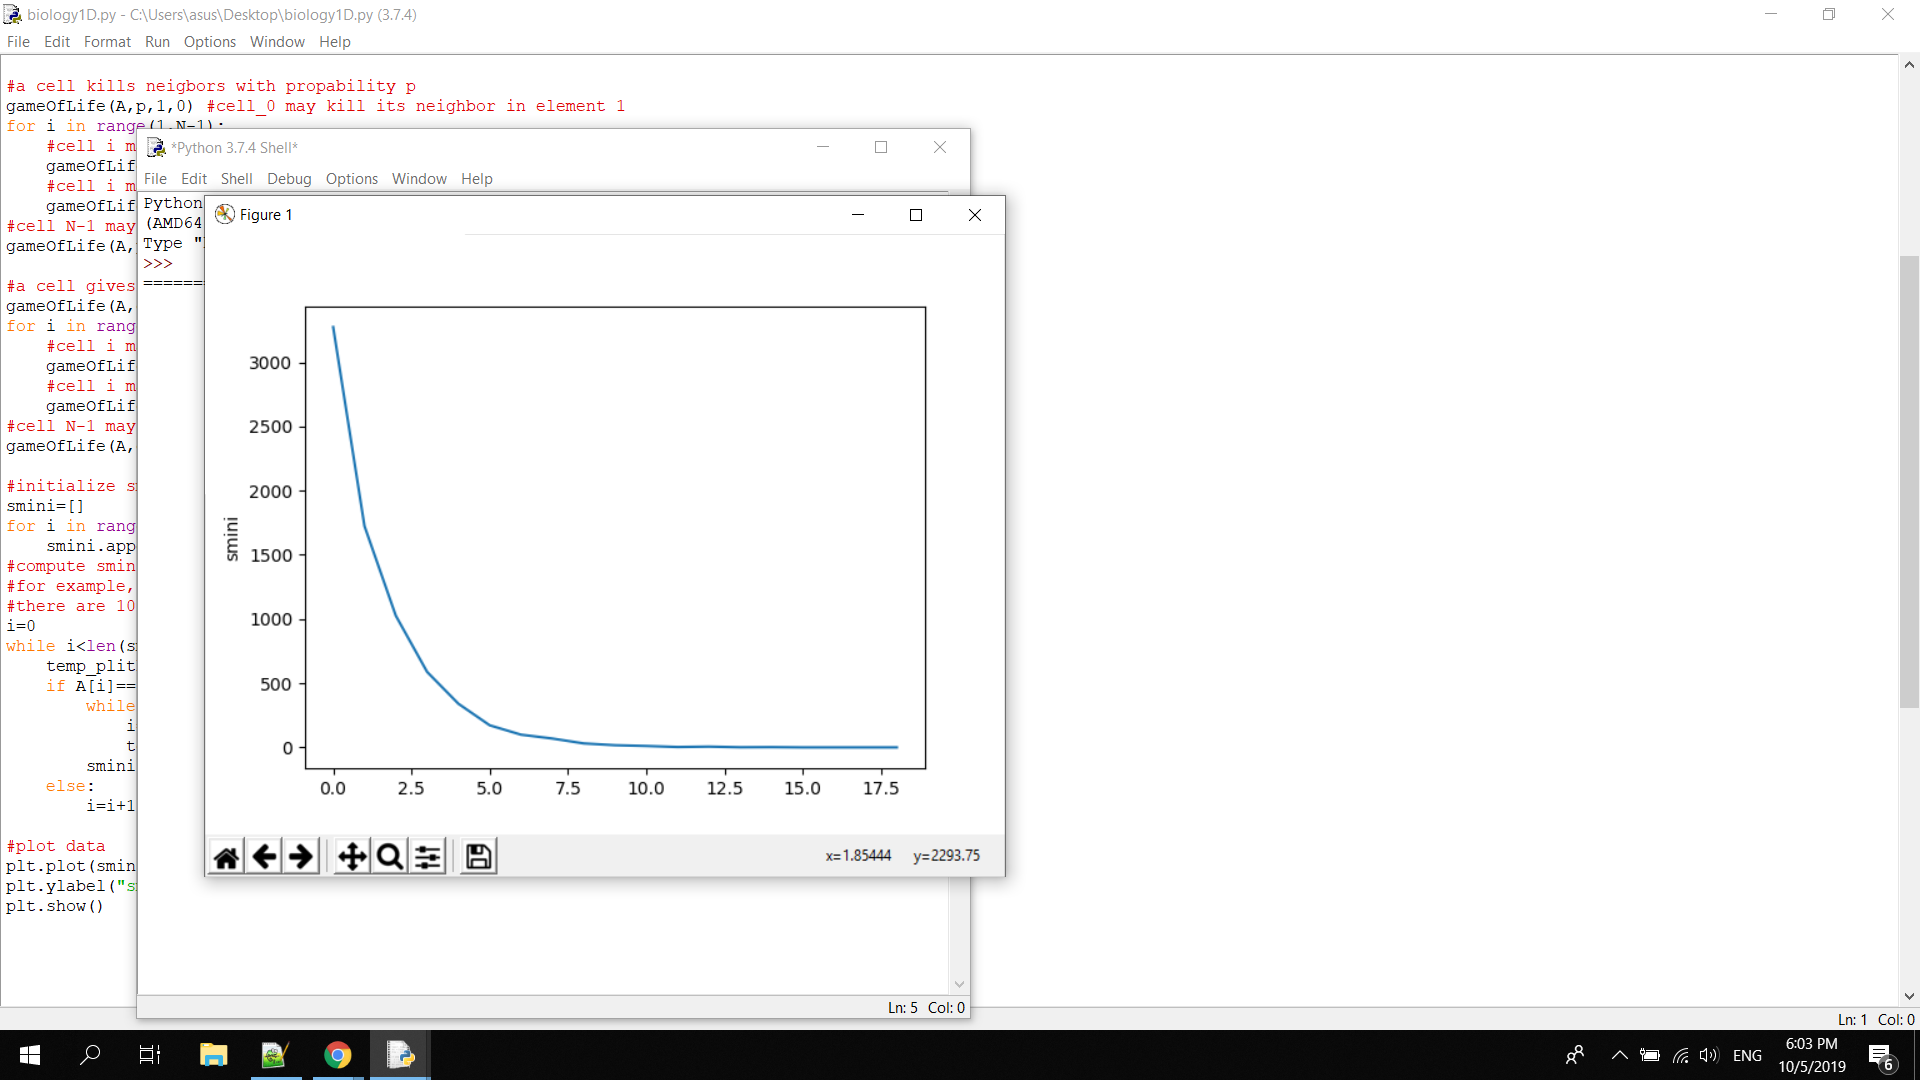 biology1D.py - C:\Users\asus\Desktop\biology1D.py (3.7.4)
File Edit Format Run Options Window Help
#a cell kills neigbors with propability p
gameOfLife(A,p,1,0) #cell_0 may kill its neighbor in element 1
for i in range(1,N-1):
#cell i m
gameOfLif
#cell i m
gameOfLif
#cell N-1 may
gameOfLife(A,
#a cell gives
gameOfLife(A,
for i in rang
#cell i m
gameOfLif
#cell i m
gameOfLif
#cell N-1 may
gameOfLife(A,
#initialize s
smini=[]
for i in rang
smini.app
#compute smin
#for example,
#there are 10
i=0
while i<len(s
temp_plit
if A[i]==
while
i
t
smini
else:
i=i+1
#plot data
plt.plot(smin
plt.ylabel("s
plt.show()
*Python 3.7.4 Shell*
File Edit Shell Debug Options Window Help
Python
(AMD64
Type "
>>>
=======
Figure 1
3000
2500
2000
1500
1000
500
0
smini
0.0 2.5 5.0 7.5 10.0 12.5 15.0 17.5
x=1.85444 y=2293.75
Ln: 5 Col: 0
Ln: 1 Col: 0
ENG
6:03 PM
10/5/2019
6